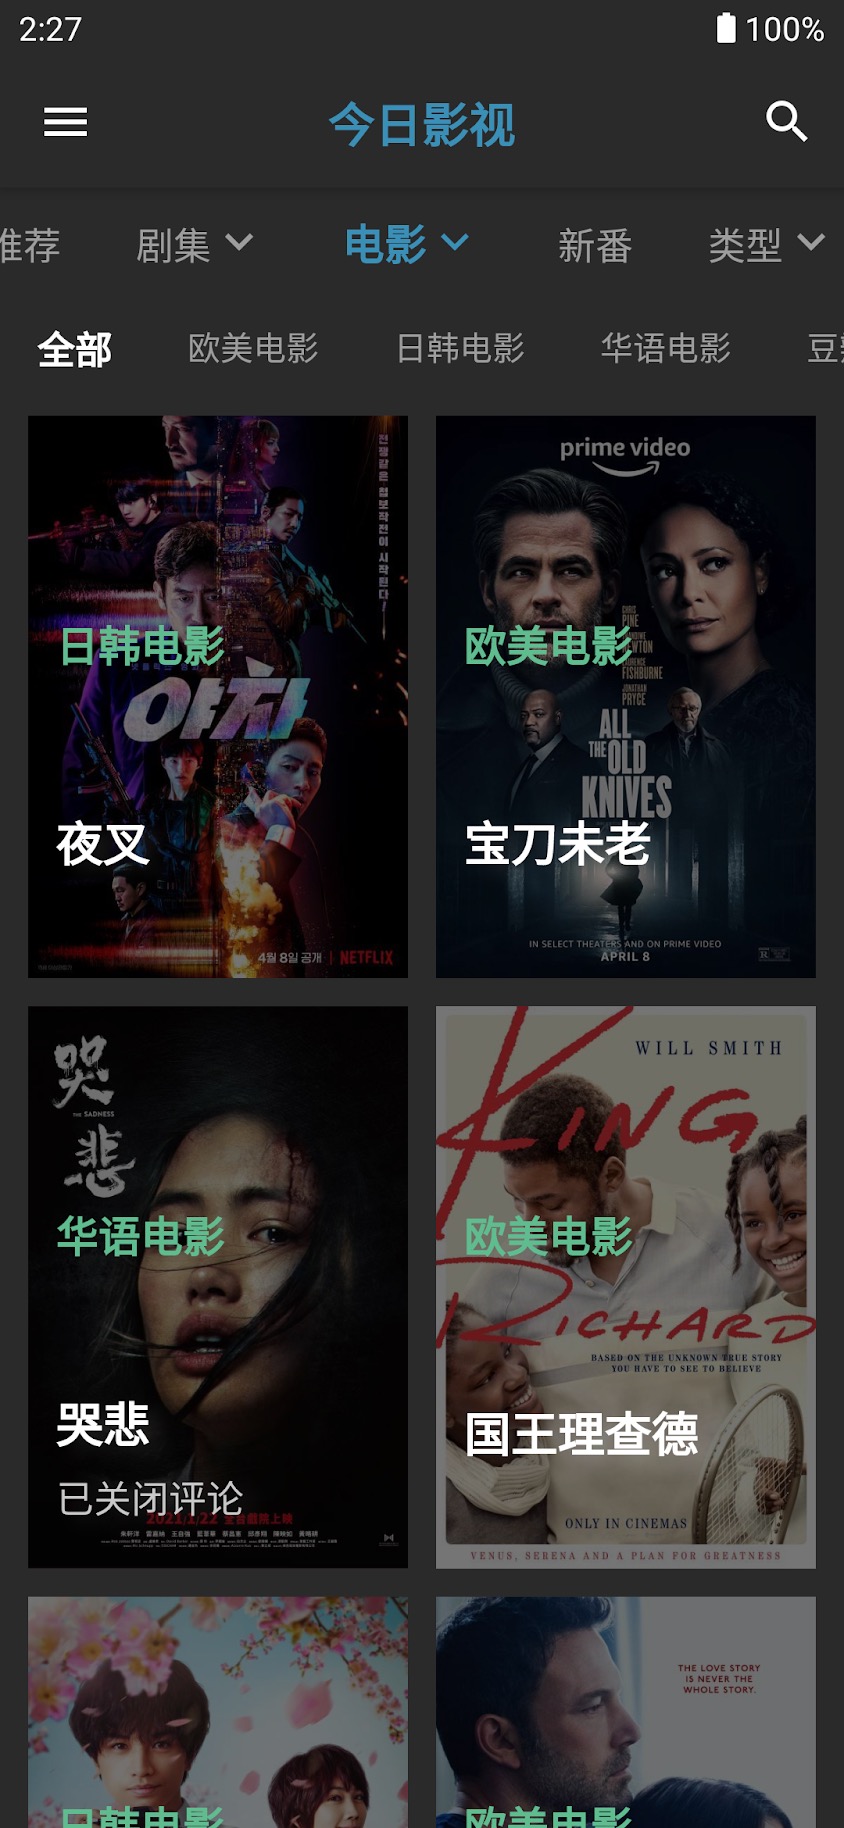 2:27
100%
今日影视
推荐
剧集
电影
新番
类型
全部
欧美电影
日韩电影
华语电影
전쟁같은 첩보작전이 시작된다!
日韩电影
야차
夜叉
4월 8일 공개 | NETFLIX
prime video
欧美电影
CHRIS
PINE
THANDIWE
NEWTON
LAURENCE
FISHBURNE
JONATHAN
PRYCE
ALL
THE OLD
KNIVES
宝刀未老
IN SELECT THEATERS AND ON PRIME VIDEO
APRIL 8
R
哭
THE SADNESS
悲
华语电影
哭悲
已关闭评论
2021/1/22 全台戲院上映
WILL SMITH
KING
欧美电影
RICHARD
BASED ON THE UNKNOWN TRUE STORY
YOU HAVE TO SEE TO BELIEVE
国王理查德
ONLY IN CINEMAS
VENUS, SERENA AND A PLAN FOR GREATNESS
日韩电影
THE LOVE STORY
IS NEVER THE
WHOLE STORY.
欧美电影